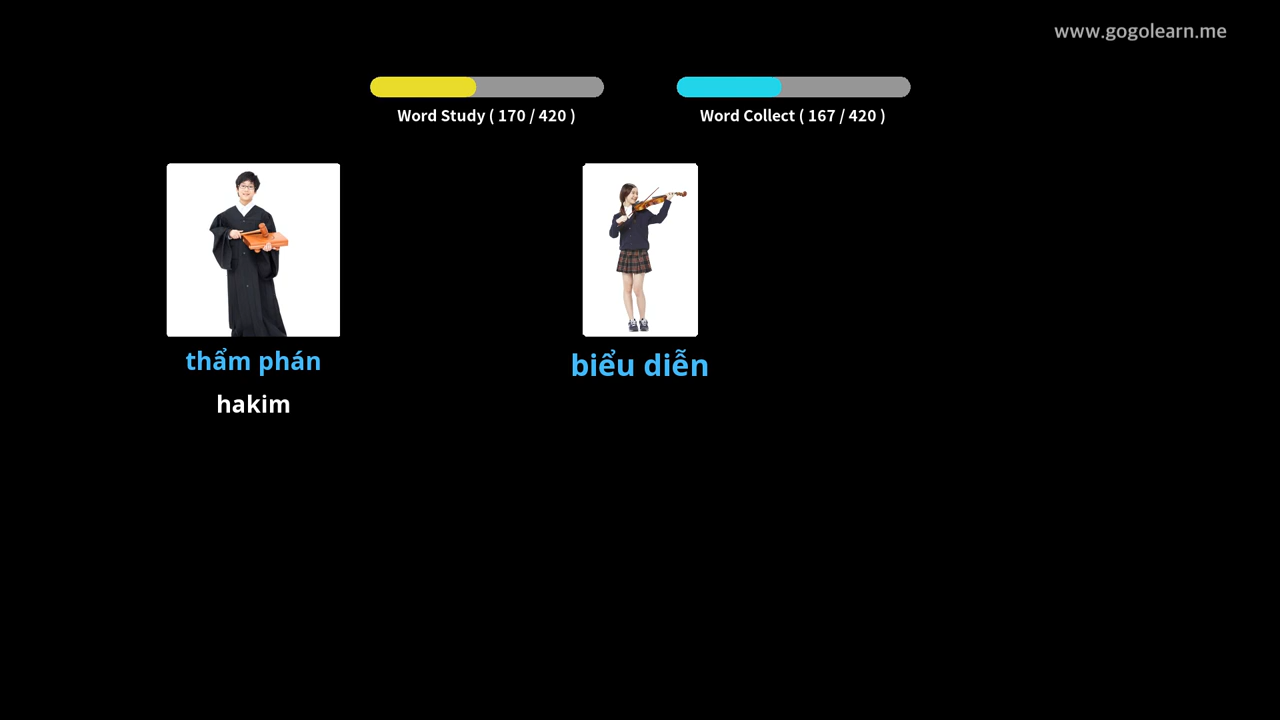 www.gogolearn.me
Word Study ( 170 / 420 )
Word Collect ( 167 / 420 )
thẩm phán
hakim
biểu diễn